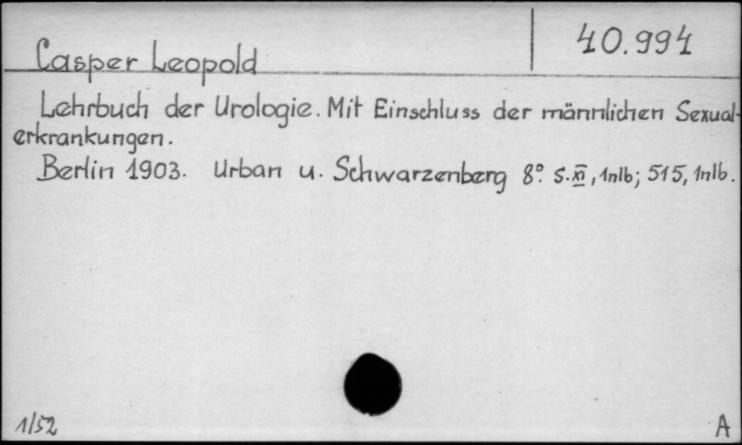 40.994
Casper Leopold
Lehrbuch der Urologie. Mit Einschluss der männlichen Sexual-
erkrankungen.
Berlin 1903. Urban u. Schwarzenberg 8°. S. XI, 1nlb; 515, 1nlb.
1/52
A